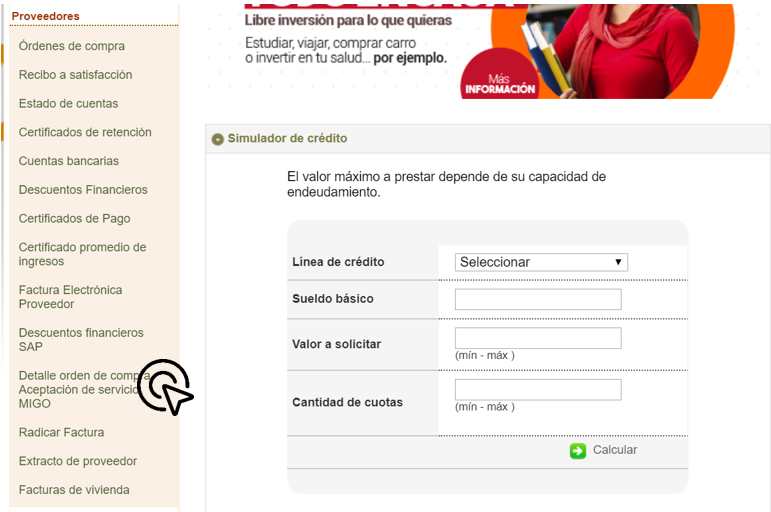 Proveedores
Órdenes de compra
Recibo a satisfacción
Estado de cuentas
Certificados de retención
Cuentas bancarias
Descuentos Financieros
Certificados de Pago
Certificado promedio de
ingresos
Factura Electrónica
Proveedor
Descuentos financieros
SAP
Detalle orden de compra
Aceptación de servicio
MIGO
Radicar Factura
Extracto de proveedor
Facturas de vivienda
Libre inversión para lo que quieras
Estudiar, viajar, comprar carro
o invertir en tu salud... por ejemplo.
Más
INFORMACIÓN
Simulador de crédito
El valor máximo a prestar depende de su capacidad de
endeudamiento.
Línea de crédito
Seleccionar
Sueldo básico
Valor a solicitar
(mín - máx )
Cantidad de cuotas
(mín - máx )
Calcular